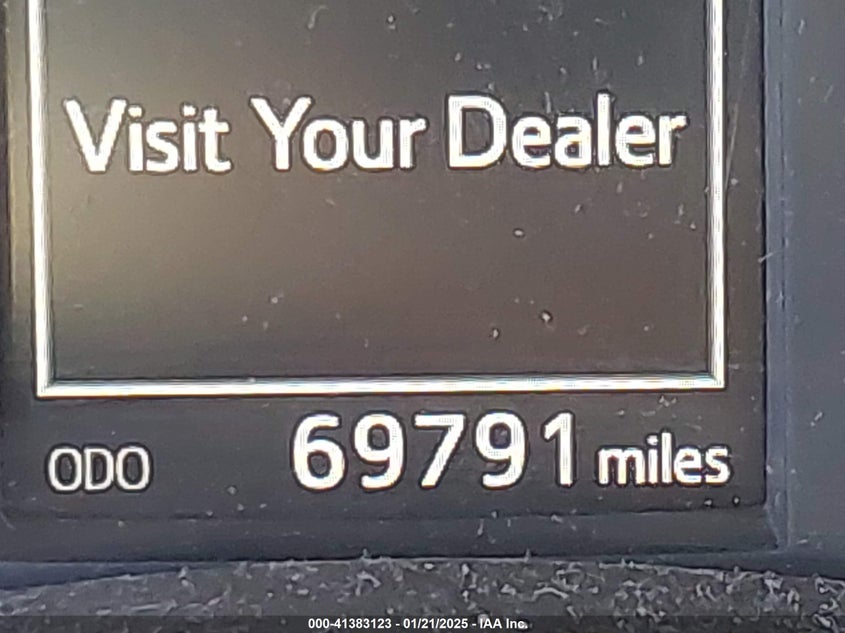 Visit Your Dealer
ODO 69791 miles
000-41383123 - 01/21/2025 - IAA Inc.